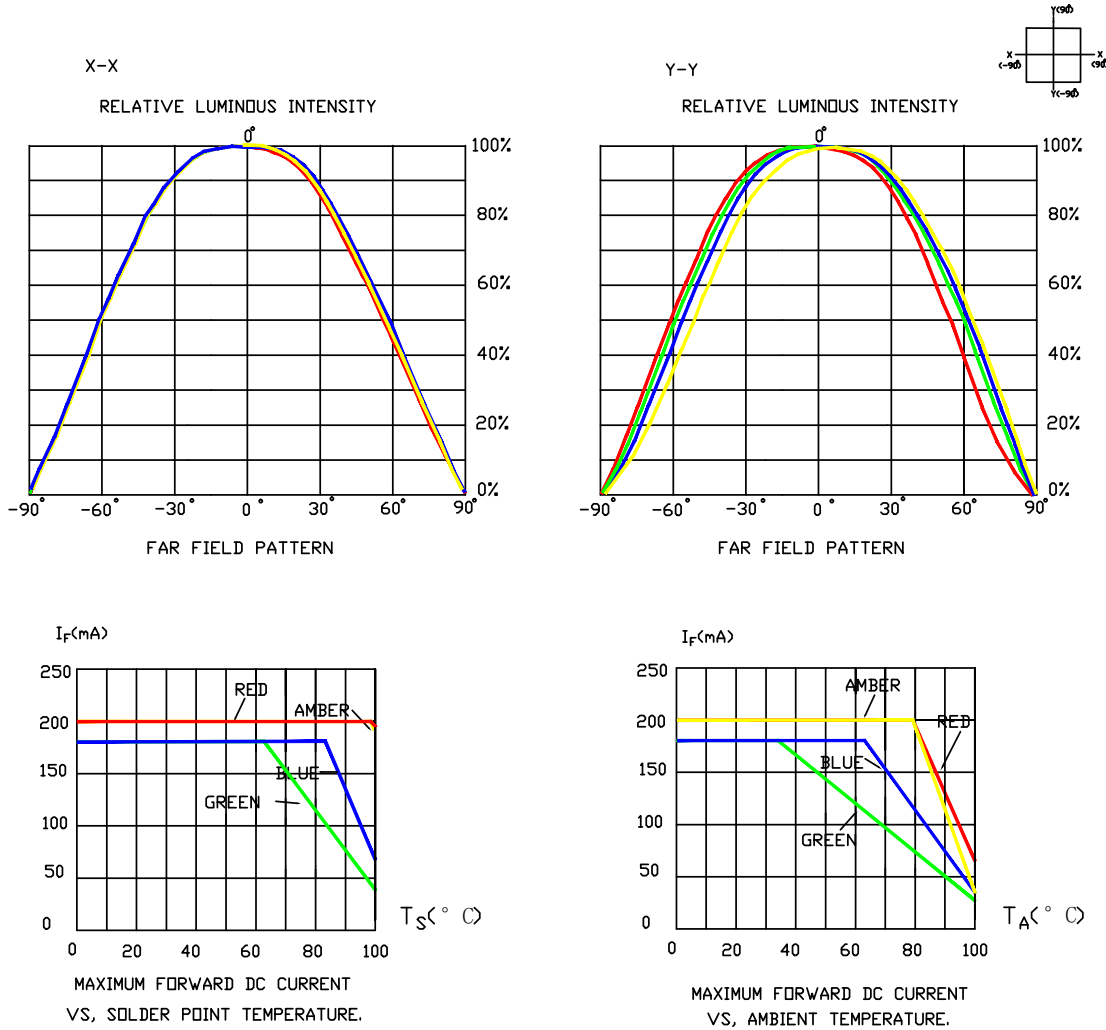 Y(90°)
X X
(-90°) (90°
Y(-90°)
X-X
RELATIVE LUMINOUS INTENSITY
0°
100%
80%
60%
40%
20%
0%
-90° -60° -30° 0° 30° 60° 90°
FAR FIELD PATTERN
Y-Y
RELATIVE LUMINOUS INTENSITY
0°
100%
80%
60%
40%
20%
0%
-90° -60° -30° 0° 30° 60° 90°
FAR FIELD PATTERN
IF(mA)
250
200
150
100
50
0
RED
AMBER
BLUE
GREEN
0 20 40 60 80 100
TS(° C)
MAXIMUM FORWARD DC CURRENT
VS, SOLDER POINT TEMPERATURE.
IF(mA)
250
200
150
100
50
0
AMBER
RED
BLUE
GREEN
0 20 40 60 80 100
TA(° C)
MAXIMUM FORWARD DC CURRENT
VS, AMBIENT TEMPERATURE.